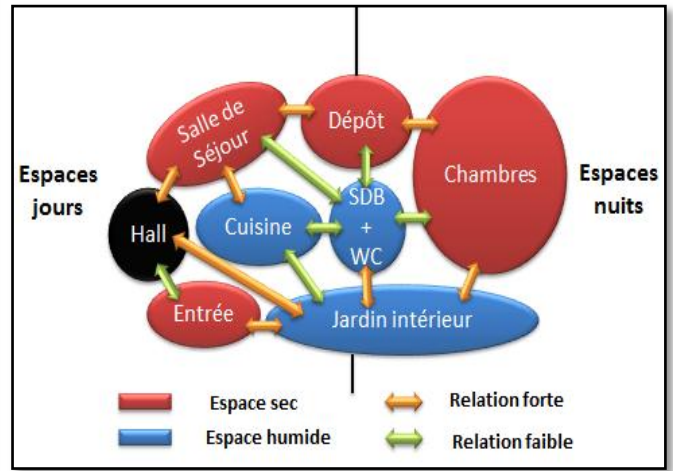 Salle de
Séjour
Dépôt
Chambres
Espaces
jours
Espaces
nuits
Hall
Cuisine
SDB
+
WC
Entrée
Jardin intérieur
Espace sec
Relation forte
Espace humide
Relation faible